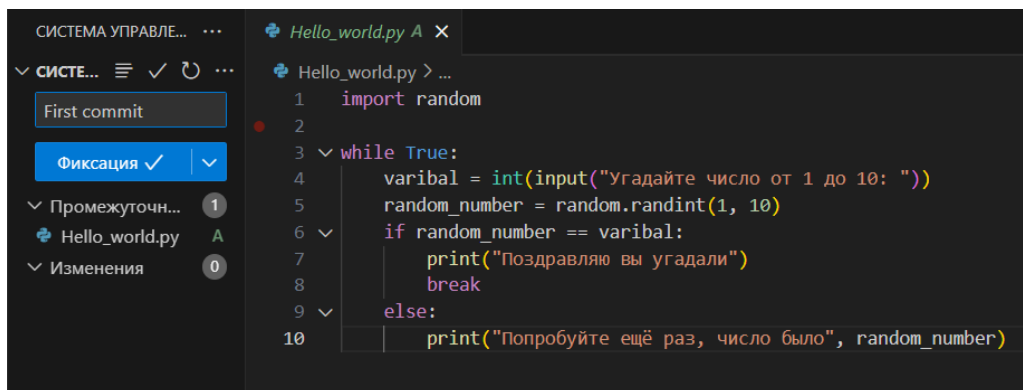 СИСТЕМА УПРАВЛЕ... ···
Hello_world.py A ×
СИСТЕ... ···
Hello_world.py > ...
First commit
Фиксация ✓
Промежуточн... 1
Hello_world.py A
Изменения 0
1 import random
2
3 while True:
4 varibal = int(input("Угадайте число от 1 до 10: "))
5 random_number = random.randint(1, 10)
6 if random_number == varibal:
7 print("Поздравляю вы угадали")
8 break
9 else:
10 print("Попробуйте ещё раз, число было", random_number)